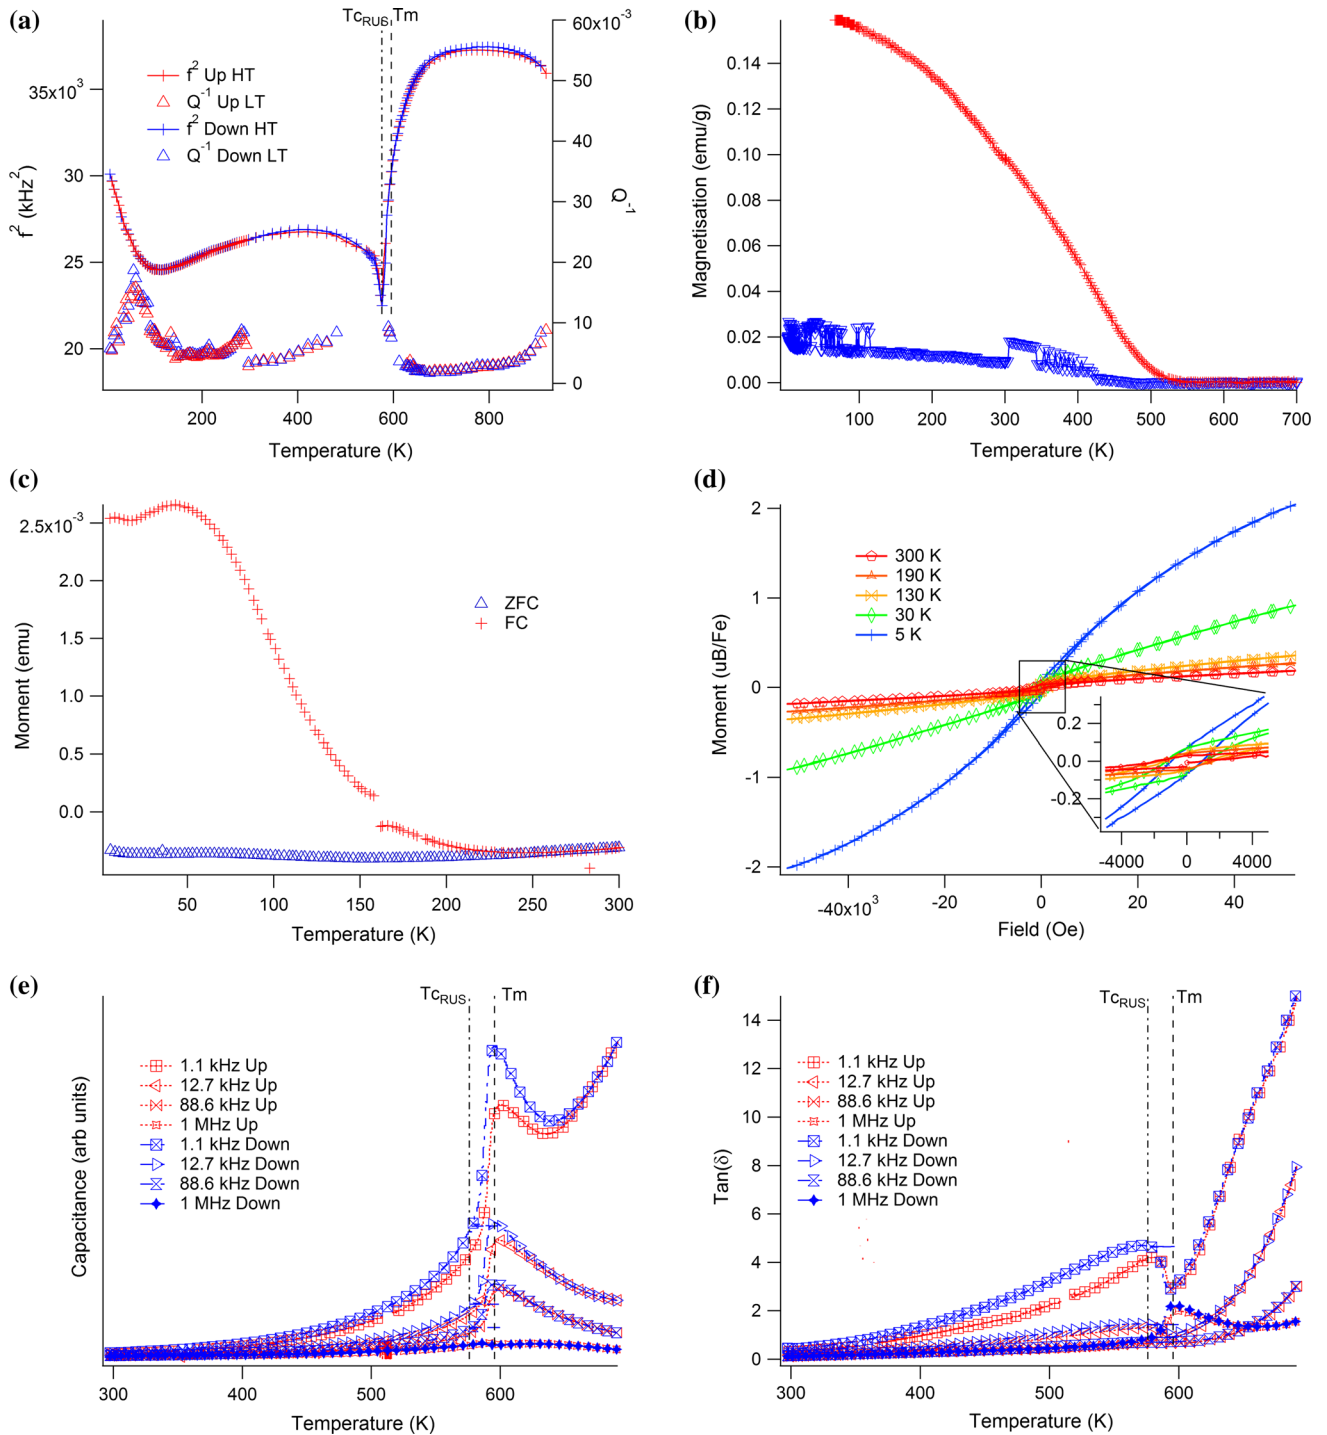 (a)
Tc_RUS Tm
60x10⁻³
f² Up HT
Q⁻¹ Up LT
f² Down HT
Q⁻¹ Down LT
35x10³
30
25
20
f² (kHz²)
50
40
30
20
10
0
Q⁻¹
200 400 600 800
Temperature (K)
(b)
0.14
0.12
0.10
0.08
0.06
0.04
0.02
0.00
Magnetisation (emu/g)
100 200 300 400 500 600 700
Temperature (K)
(c)
2.5x10⁻³
2.0
1.5
1.0
0.5
0.0
Moment (emu)
ZFC
FC
50 100 150 200 250 300
Temperature (K)
(d)
2
1
0
-1
-2
Moment (uB/Fe)
300 K
190 K
130 K
30 K
5 K
0.2
0.0
-0.2
-4000 0 4000
-40x10³ -20 0 20 40
Field (Oe)
(e)
Tc_RUS Tm
1.1 kHz Up
12.7 kHz Up
88.6 kHz Up
1 MHz Up
1.1 kHz Down
12.7 kHz Down
88.6 kHz Down
1 MHz Down
Capacitance (arb units)
300 400 500 600
Temperature (K)
(f)
Tc_RUS Tm
14
12
10
8
6
4
2
0
Tan(δ)
1.1 kHz Up
12.7 kHz Up
88.6 kHz Up
1 MHz Up
1.1 kHz Down
12.7 kHz Down
88.6 kHz Down
1 MHz Down
300 400 500 600
Temperature (K)